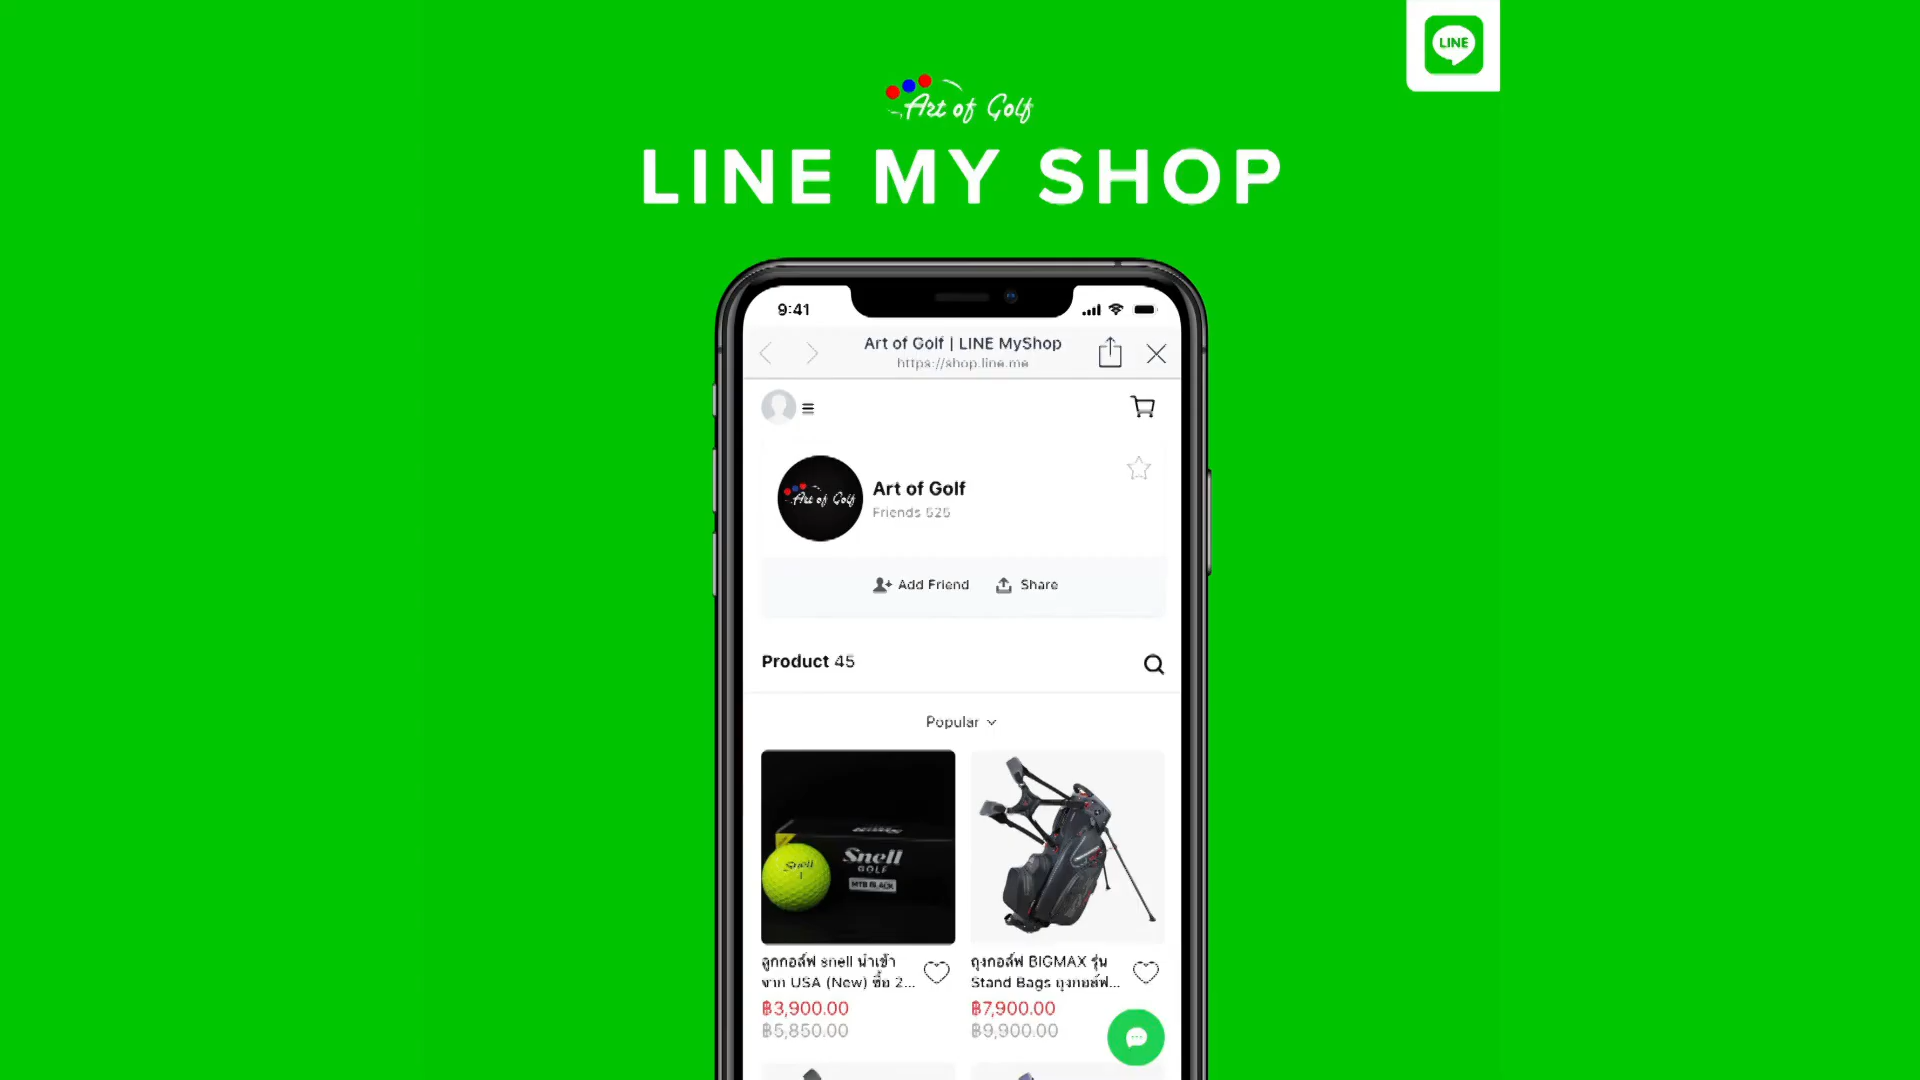 LINE
Art of Golf
LINE MY SHOP
9:41
Art of Golf | LINE MyShop
https://shop.line.me
Art of Golf
Art of Golf
Friends 525
Add Friend
Share
Product 45
Popular
Snell
GOLF
MTB BLACK
Snell
1
ลูกกอล์ฟ snell นำเข้า
จาก USA (New) ซื้อ 2...
฿3,900.00
฿5,850.00
ถุงกอล์ฟ BIGMAX รุ่น
Stand Bags ถุงกอล์ฟ...
฿7,900.00
฿9,900.00